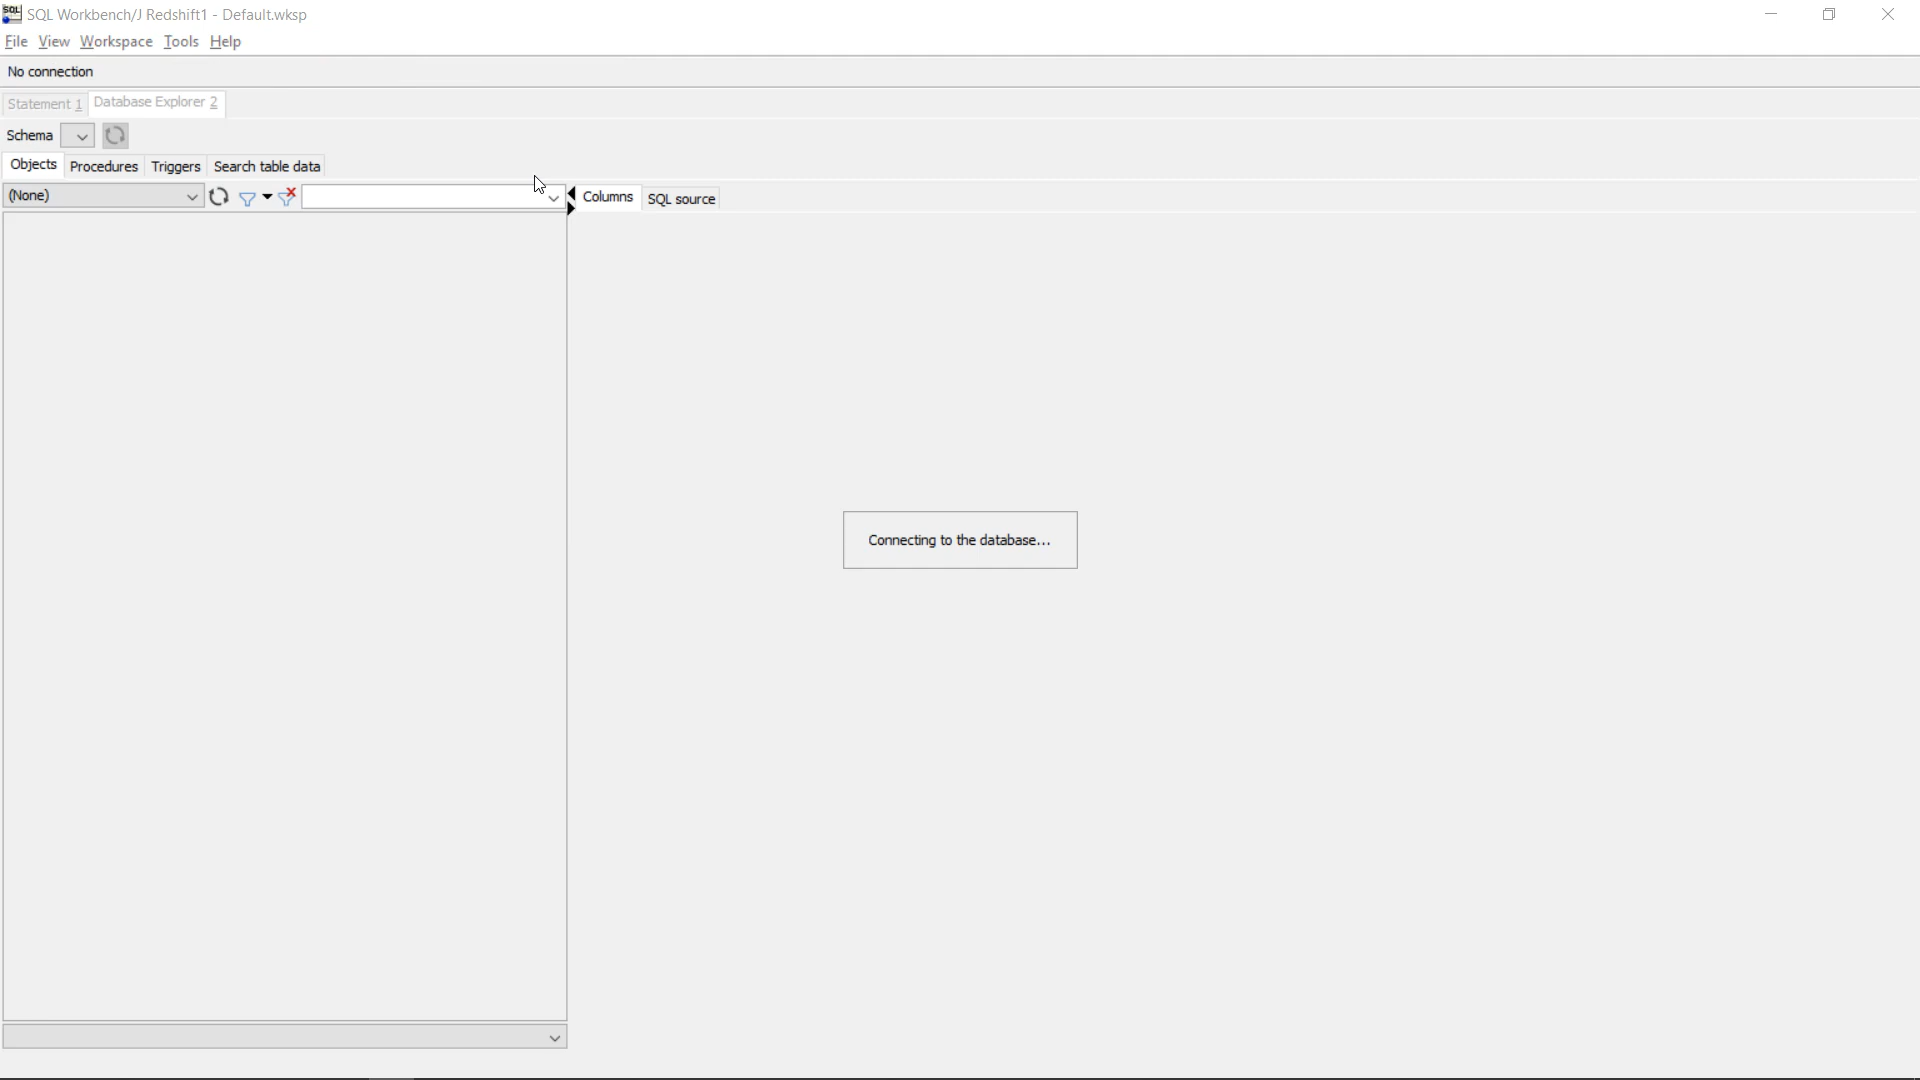 SQL Workbench/J Redshift1 - Default.wksp
File View Workspace Tools Help
No connection
Statement 1 Database Explorer 2
Schema
Objects Procedures Triggers Search table data
(None)
Columns SQL source
Connecting to the database...